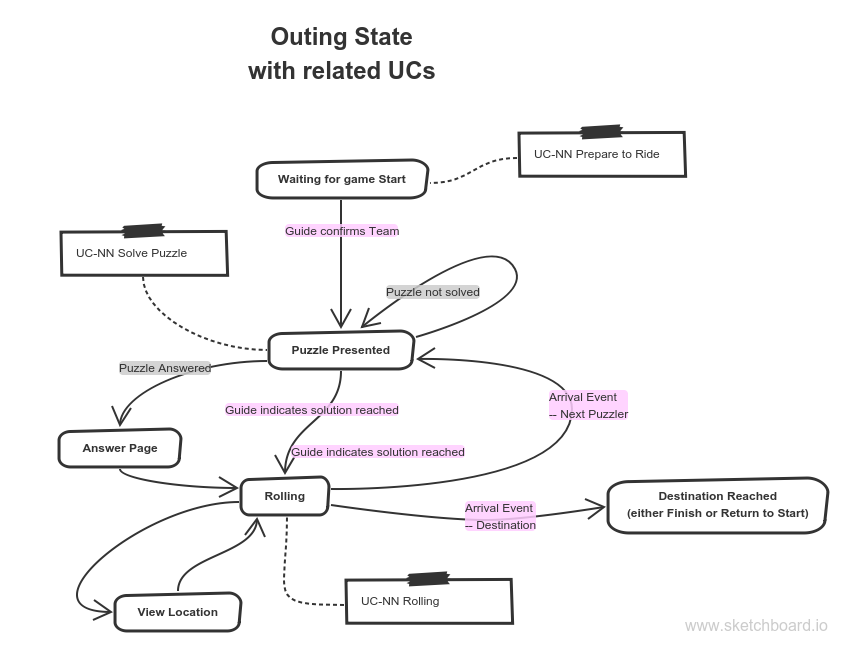 Outing State
with related UCs
UC-NN Prepare to Ride
Waiting for game Start
Guide confirms Team
UC-NN Solve Puzzle
Puzzle not solved
Puzzle Presented
Puzzle Answered
Guide indicates solution reached
Arrival Event
-- Next Puzzler
Answer Page
Guide indicates solution reached
Rolling
Arrival Event
-- Destination
Destination Reached
(either Finish or Return to Start)
View Location
UC-NN Rolling
www.sketchboard.io